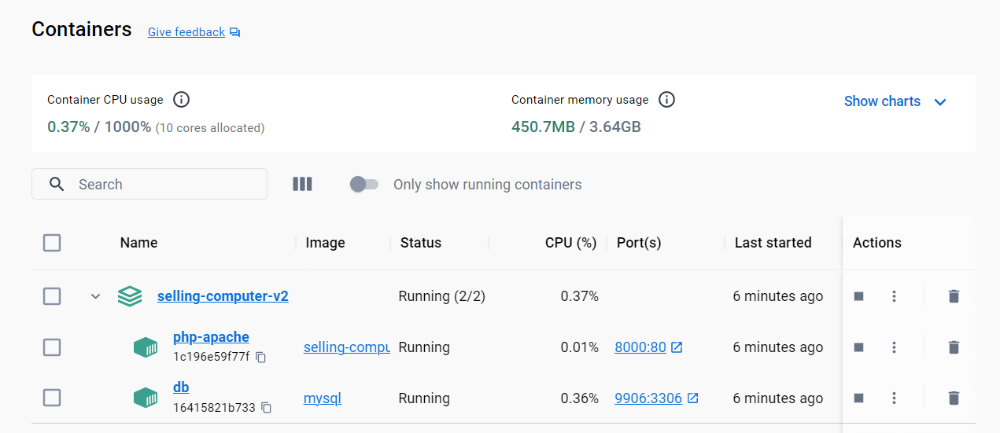 Containers Give feedback
Container CPU usage
0.37% / 1000% (10 cores allocated)
Container memory usage
450.7MB / 3.64GB
Show charts
Search
Only show running containers
Name Image Status CPU (%) Port(s) Last started Actions
selling-computer-v2 Running (2/2) 0.37% 6 minutes ago
php-apache
1c196e59f77f
selling-compu Running 0.01% 8000:80 6 minutes ago
db
16415821b733
mysql Running 0.36% 9906:3306 6 minutes ago